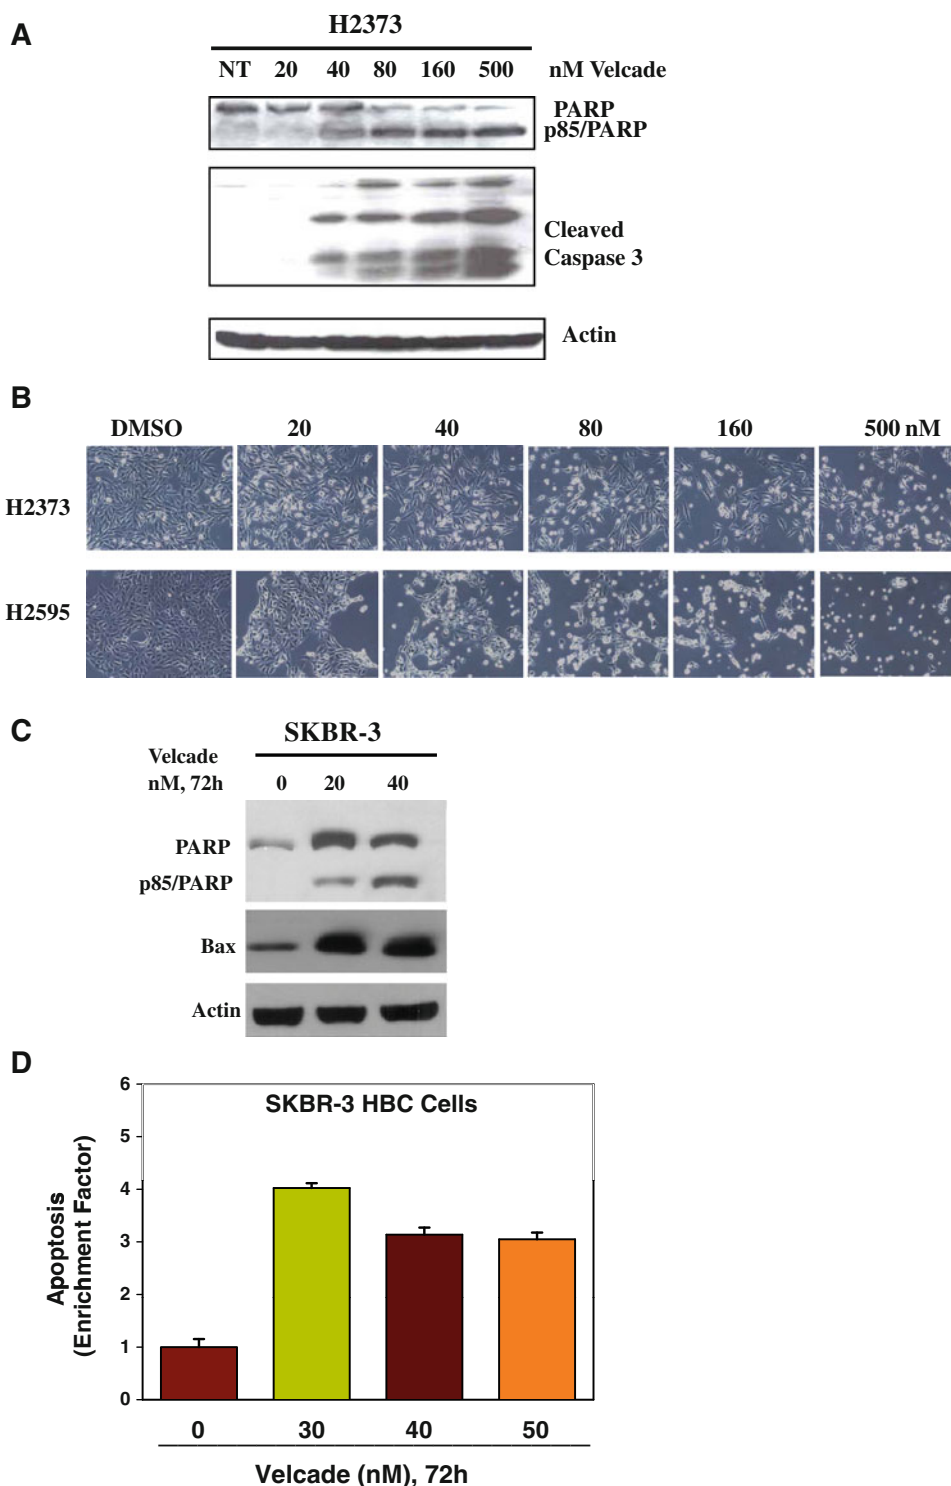 A
H2373
NT 20 40 80 160 500 nM Velcade
PARP
p85/PARP
Cleaved
Caspase 3
Actin
B
DMSO 20 40 80 160 500 nM
H2373
H2595
C
SKBR-3
Velcade
nM, 72h 0 20 40
PARP
p85/PARP
Bax
Actin
D
SKBR-3 HBC Cells
6
5
4
3
2
1
0
Apoptosis
(Enrichment Factor)
0 30 40 50
Velcade (nM), 72h